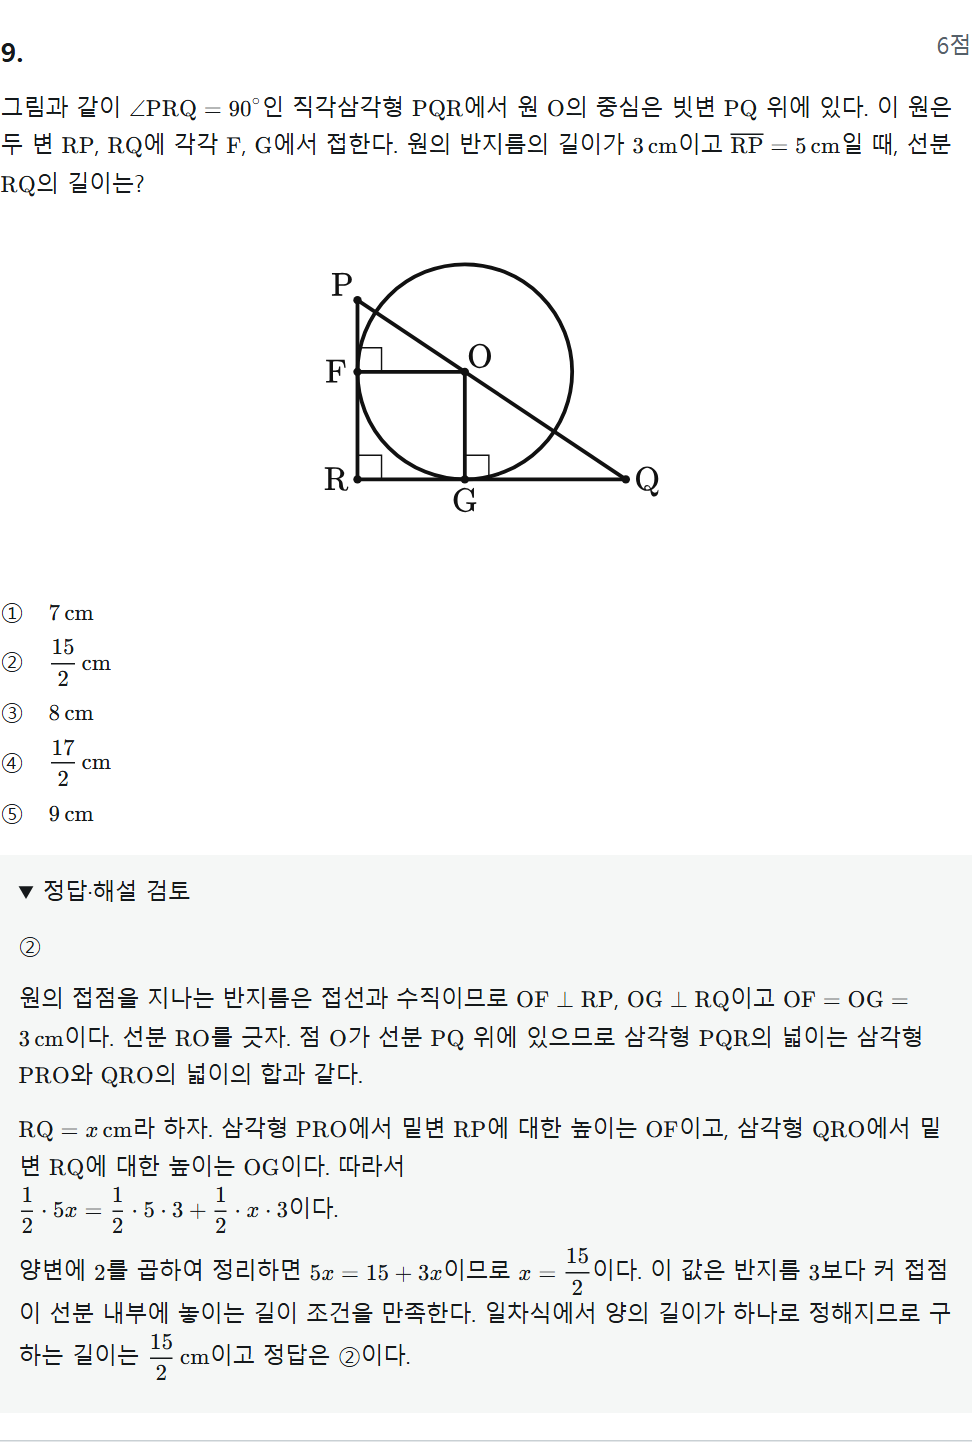 9.
6점
그림과 같이 ∠PRQ = 90°인 직각삼각형 PQR에서 원 O의 중심은 빗변 PQ 위에 있다. 이 원은
두 변 RP, RQ에 각각 F, G에서 접한다. 원의 반지름의 길이가 3 cm이고 \overline{RP} = 5 cm일 때, 선분
RQ의 길이는?
P
O
F
R
G
Q
① 7 cm
② 15/2 cm
③ 8 cm
④ 17/2 cm
⑤ 9 cm
▼ 정답·해설 검토
②
원의 접점을 지나는 반지름은 접선과 수직이므로 OF ⊥ RP, OG ⊥ RQ이고 OF = OG =
3 cm이다. 선분 RO를 긋자. 점 O가 선분 PQ 위에 있으므로 삼각형 PQR의 넓이는 삼각형
PRO와 QRO의 넓이의 합과 같다.
RQ = x cm라 하자. 삼각형 PRO에서 밑변 RP에 대한 높이는 OF이고, 삼각형 QRO에서 밑
변 RQ에 대한 높이는 OG이다. 따라서
1/2 · 5x = 1/2 · 5 · 3 + 1/2 · x · 3이다.
양변에 2를 곱하여 정리하면 5x = 15 + 3x이므로 x = 15/2이다. 이 값은 반지름 3보다 커 접점
이 선분 내부에 놓이는 길이 조건을 만족한다. 일차식에서 양의 길이가 하나로 정해지므로 구
하는 길이는 15/2 cm이고 정답은 ②이다.